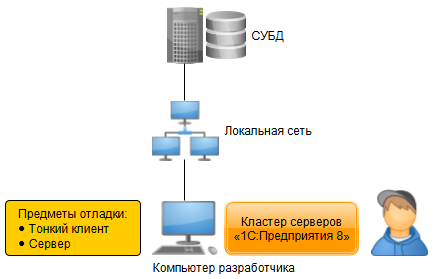 СУБД
Локальная сеть
Предметы отладки:
● Тонкий клиент
● Сервер
Кластер серверов
«1С:Предприятия 8»
Компьютер разработчика